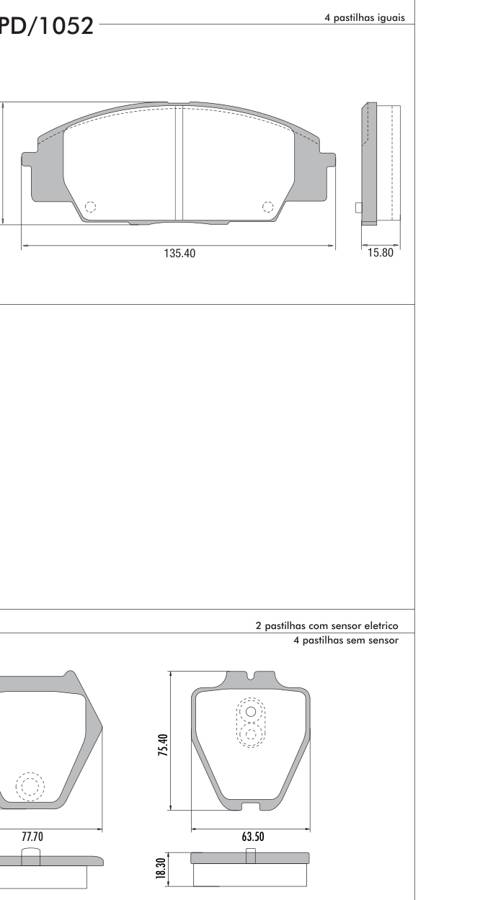 PD/1052
4 pastilhas iguais
135.40
15.80
2 pastilhas com sensor eletrico
4 pastilhas sem sensor
75.40
77.70
63.50
18.30